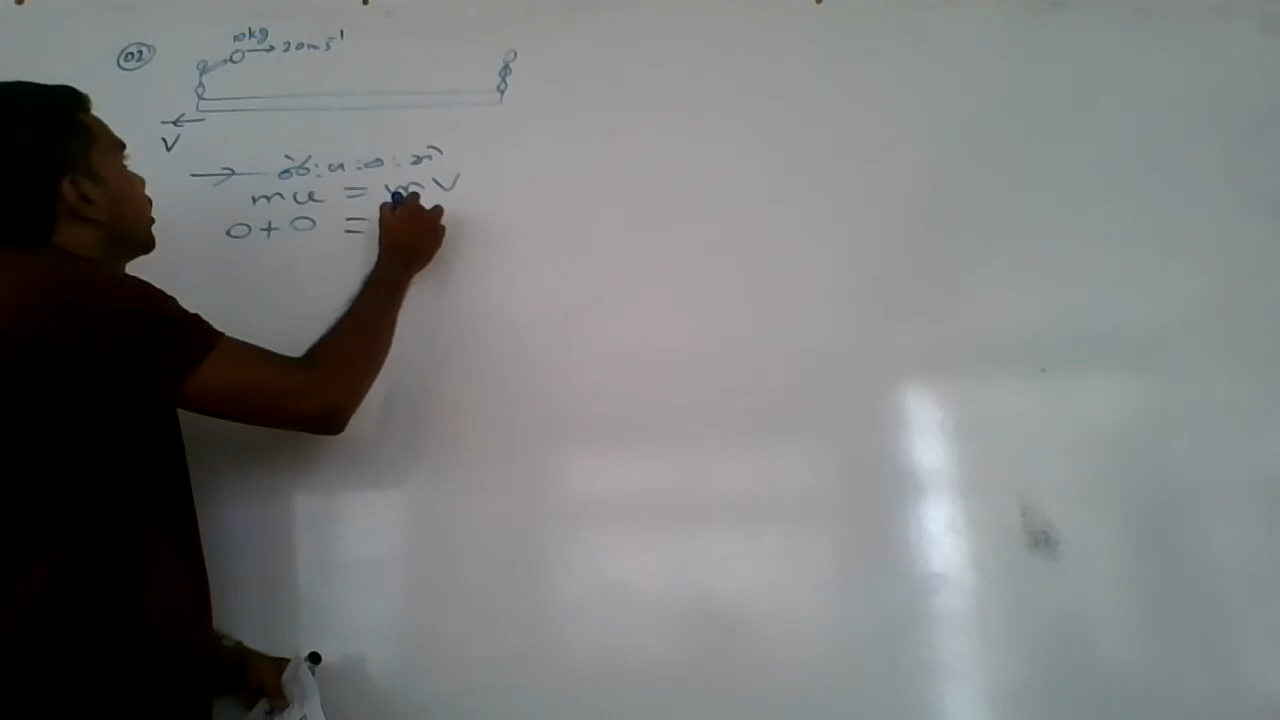 02
10kg
20ms⁻¹
V
mu = mV
0+0 =